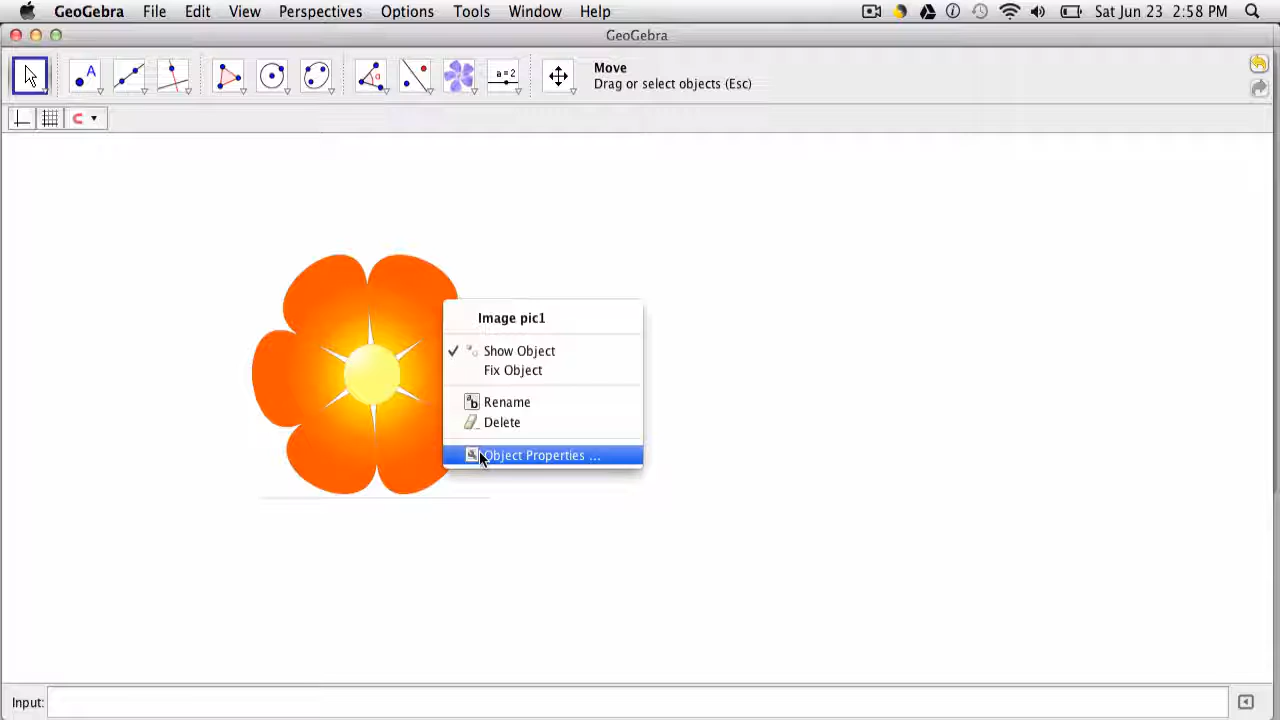 GeoGebra File Edit View Perspectives Options Tools Window Help Sat Jun 23 2:58 PM
GeoGebra
A α a = 2 Move
Drag or select objects (Esc)
Image pic1
Show Object
Fix Object
ab Rename
Delete
Object Properties ...
Input: